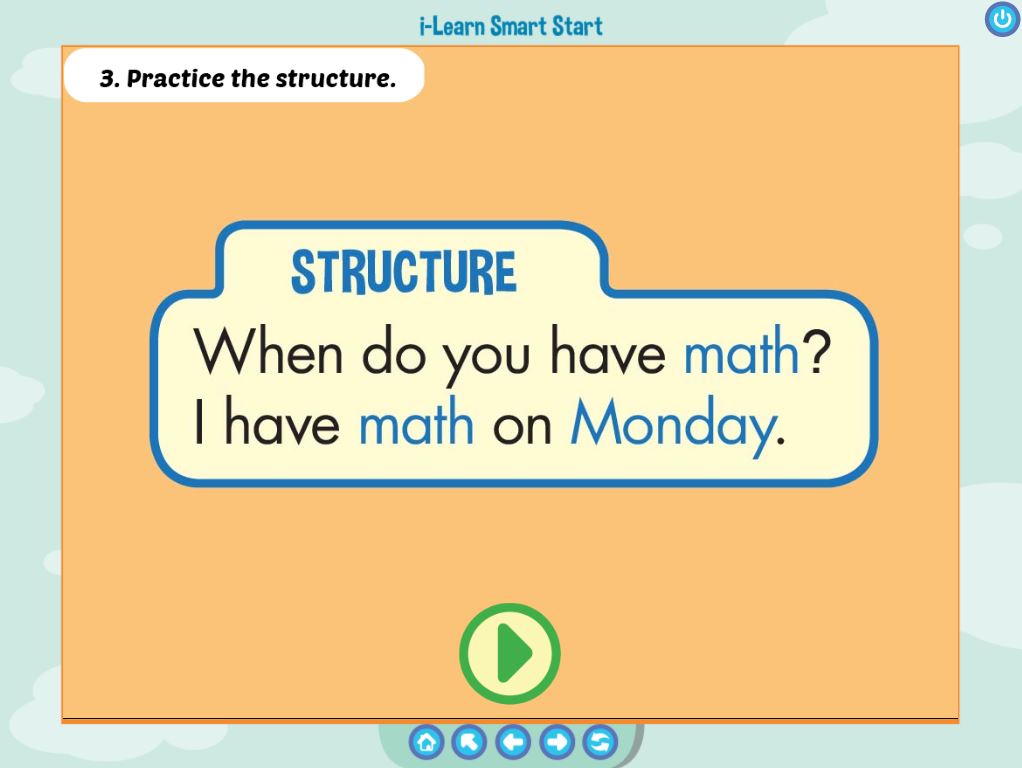 i-Learn Smart Start
3. Practice the structure.
STRUCTURE
When do you have math?
I have math on Monday.